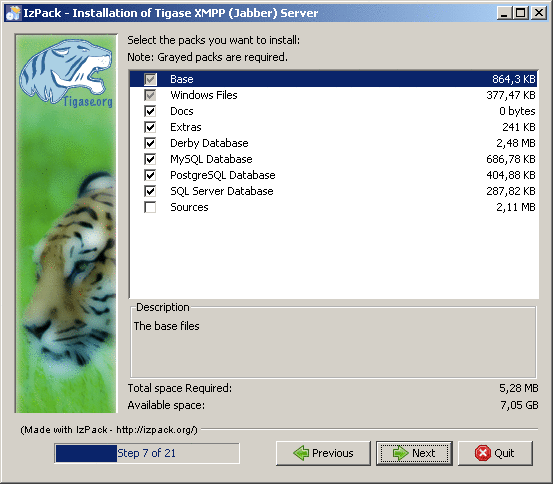 IzPack - Installation of Tigase XMPP (Jabber) Server
Tigase.org
Select the packs you want to install:
Note: Grayed packs are required.
Base 864,3 KB
Windows Files 377,47 KB
Docs 0 bytes
Extras 241 KB
Derby Database 2,48 MB
MySQL Database 686,78 KB
PostgreSQL Database 404,88 KB
SQL Server Database 287,82 KB
Sources 2,11 MB
Description
The base files
Total space Required: 5,28 MB
Available space: 7,05 GB
(Made with IzPack - http://izpack.org/)
Step 7 of 21
Previous
Next
Quit